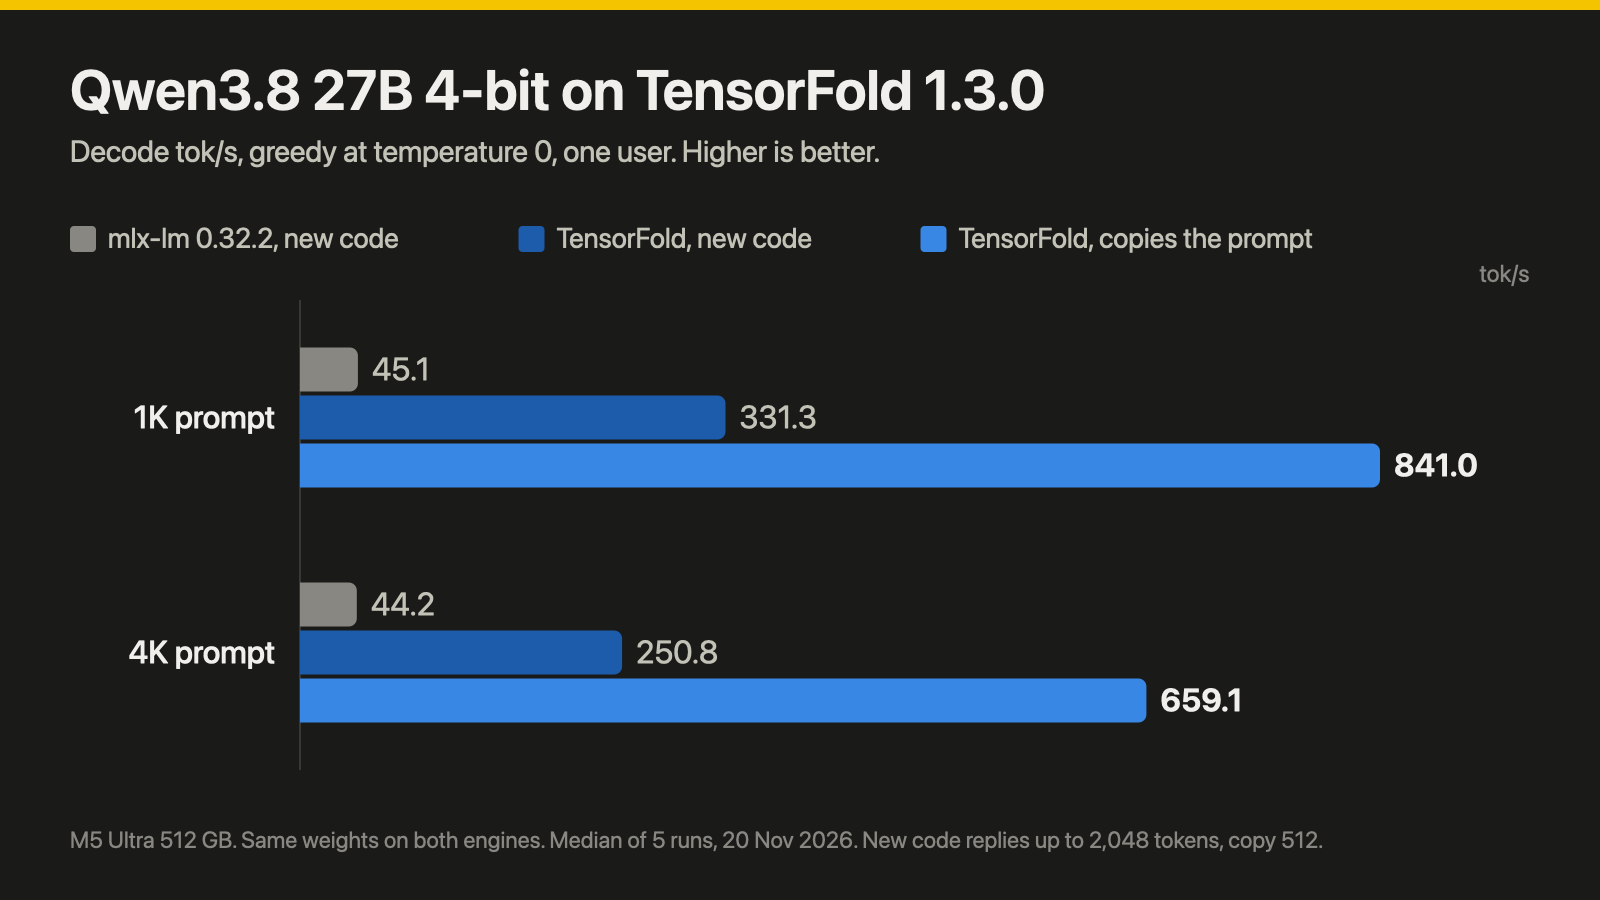 Qwen3.8 27B 4-bit on TensorFold 1.3.0
Decode tok/s, greedy at temperature 0, one user. Higher is better.
mlx-lm 0.32.2, new code
TensorFold, new code
TensorFold, copies the prompt
tok/s
45.1
1K prompt
331.3
841.0
44.2
4K prompt
250.8
659.1
M5 Ultra 512 GB. Same weights on both engines. Median of 5 runs, 20 Nov 2026. New code replies up to 2,048 tokens, copy 512.